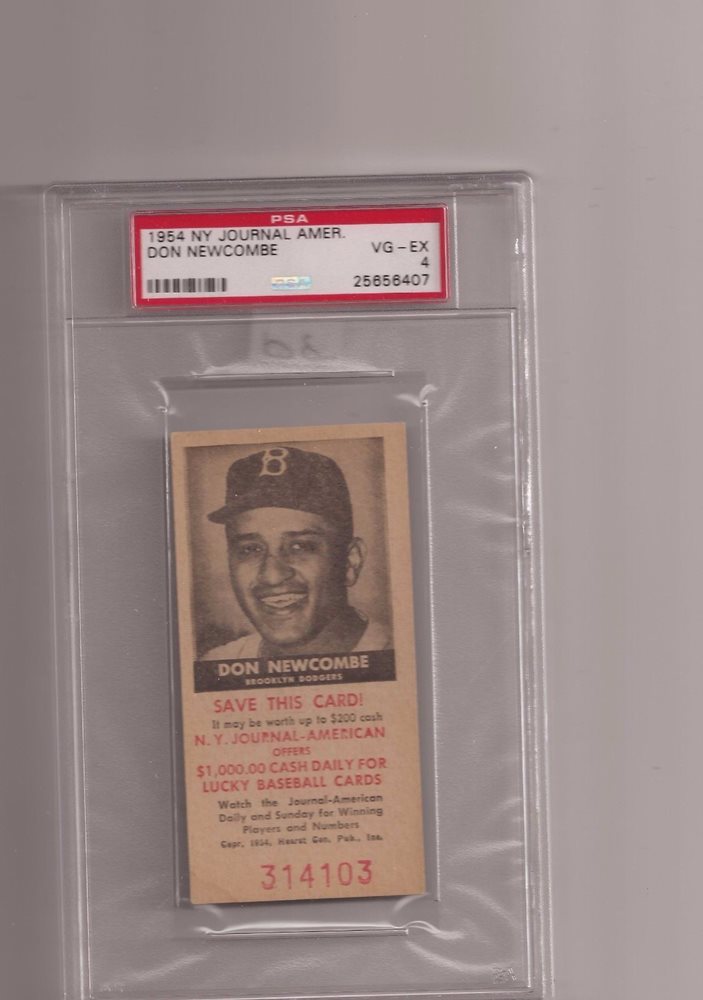 PSA
1954 NY JOURNAL AMER.
DON NEWCOMBE
VG-EX
4
25656407
B
DON NEWCOMBE
BROOKLYN DODGERS
SAVE THIS CARD!
It may be worth up to $200 cash
N. Y. JOURNAL-AMERICAN
OFFERS
$1,000.00 CASH DAILY FOR
LUCKY BASEBALL CARDS
Watch the Journal-American
Daily and Sunday for Winning
Players and Numbers
Copr. 1954, Hearst Gen. Pub., Inc.
314103